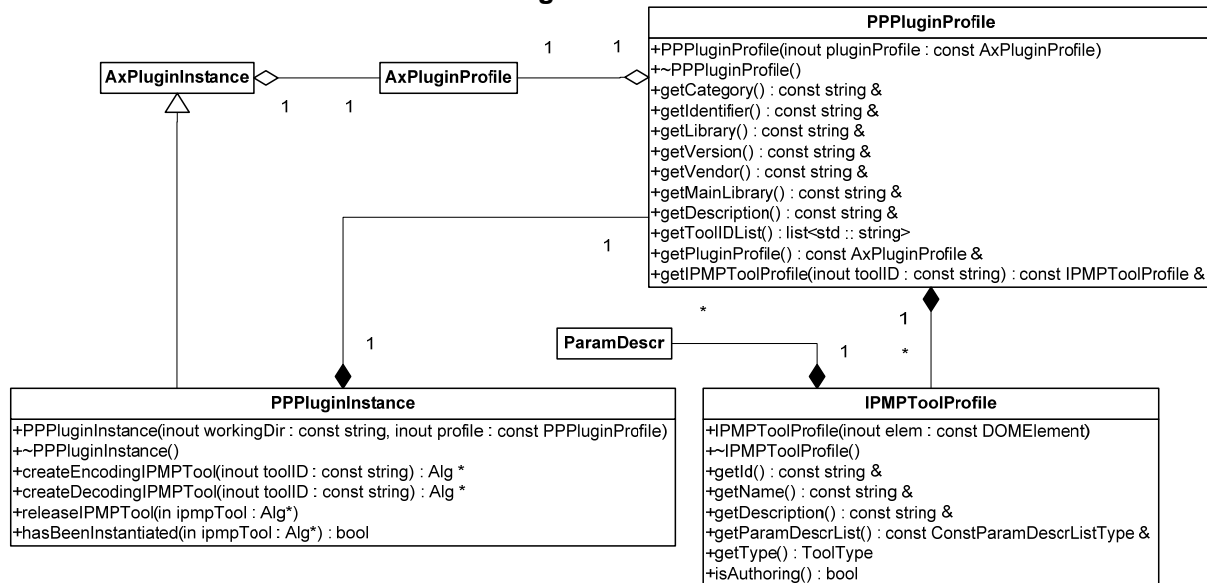 PPPluginProfile
+PPPluginProfile(inout pluginProfile : const AxPluginProfile)
+~PPPluginProfile()
+getCategory() : const string &
+getIdentifier() : const string &
+getLibrary() : const string &
+getVersion() : const string &
+getVendor() : const string &
+getMainLibrary() : const string &
+getDescription() : const string &
+getToolIDList() : list<std :: string>
+getPluginProfile() : const AxPluginProfile &
+getIPMPToolProfile(inout toolID : const string) : const IPMPToolProfile &
1 1
AxPluginInstance
AxPluginProfile
1 1
1
1
*
ParamDescr
1
1
*
PPPluginInstance
+PPPluginInstance(inout workingDir : const string, inout profile : const PPPluginProfile)
+~PPPluginInstance()
+createEncodingIPMPTool(inout toolID : const string) : Alg *
+createDecodingIPMPTool(inout toolID : const string) : Alg *
+releaseIPMPTool(in ipmpTool : Alg*)
+hasBeenInstantiated(in ipmpTool : Alg*) : bool
IPMPToolProfile
+IPMPToolProfile(inout elem : const DOMElement)
+~IPMPToolProfile()
+getId() : const string &
+getName() : const string &
+getDescription() : const string &
+getParamDescrList() : const ConstParamDescrListType &
+getType() : ToolType
+isAuthoring() : bool